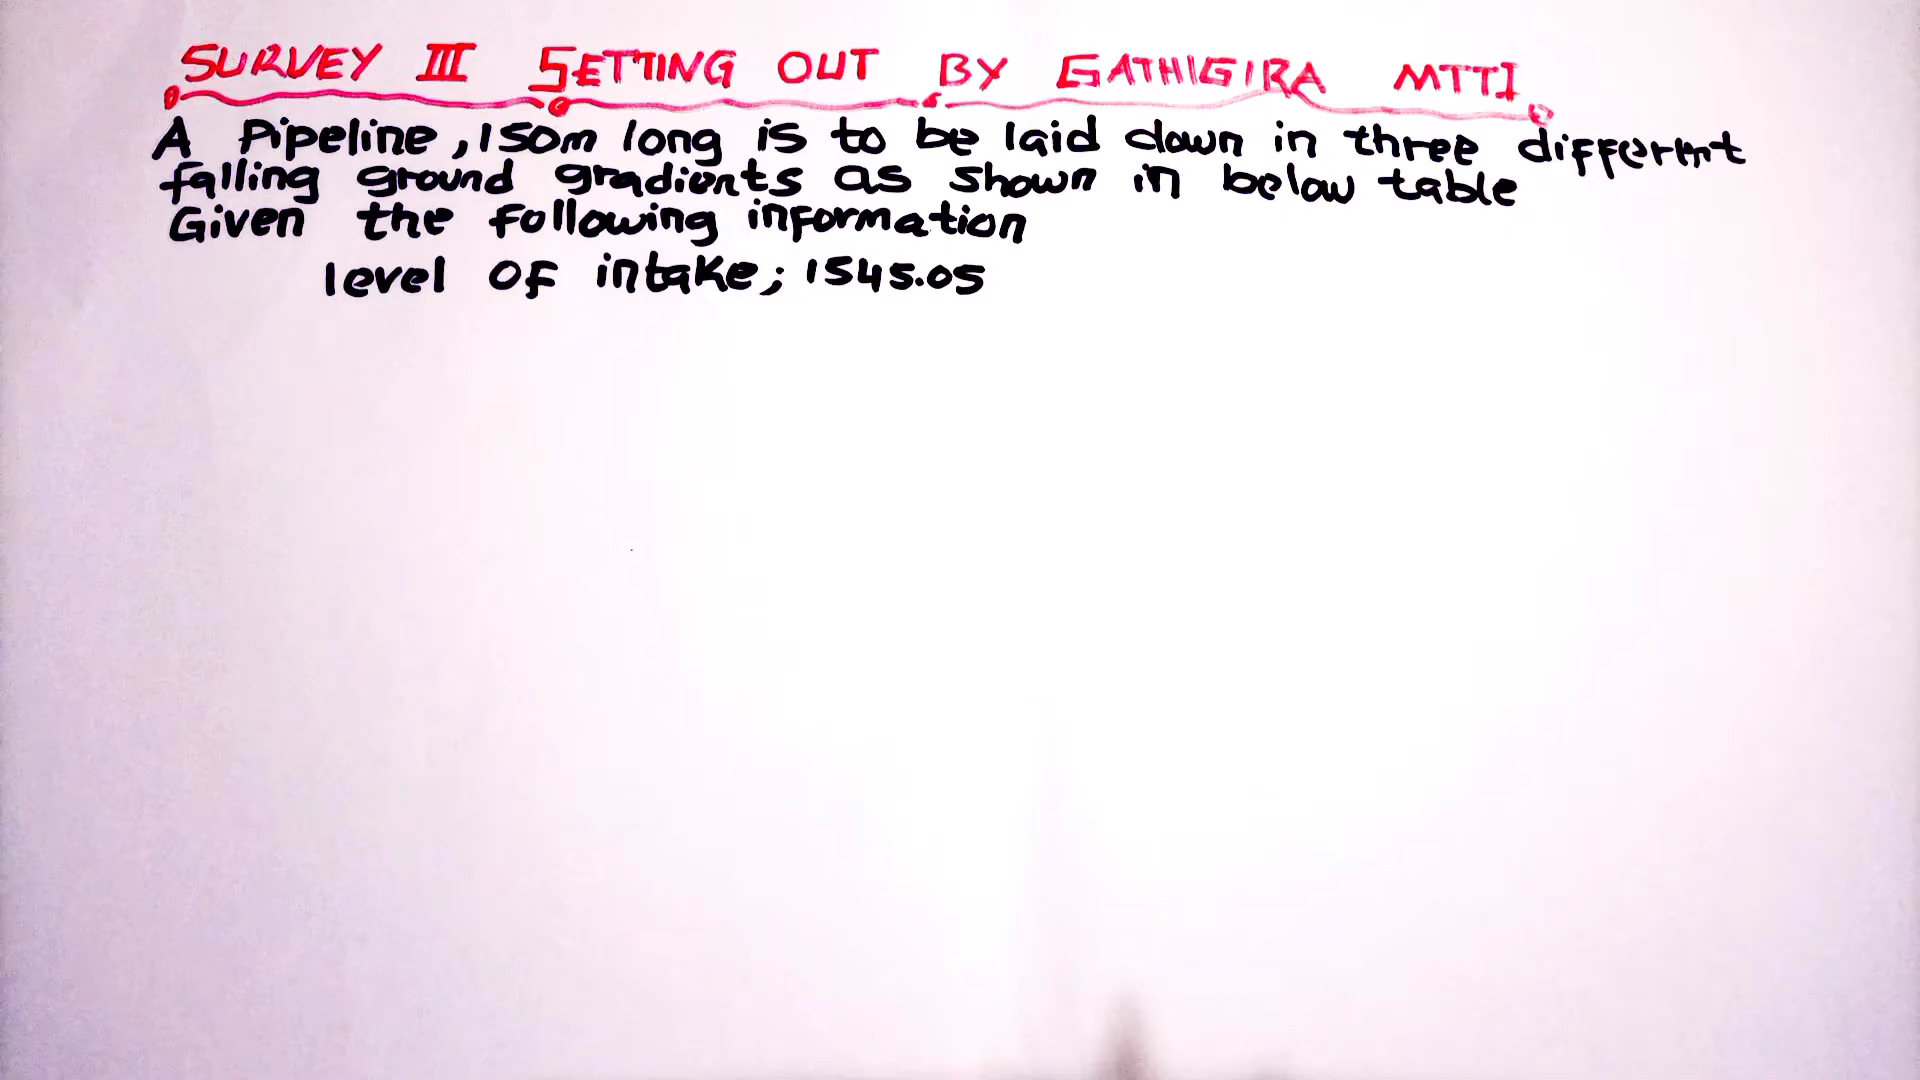 SURVEY III SETTING OUT BY GATHIGIRA MTTI
A Pipeline, 150m long is to be laid down in three different
falling ground gradients as shown in below table
Given the following information
level OF intake; 1545.05